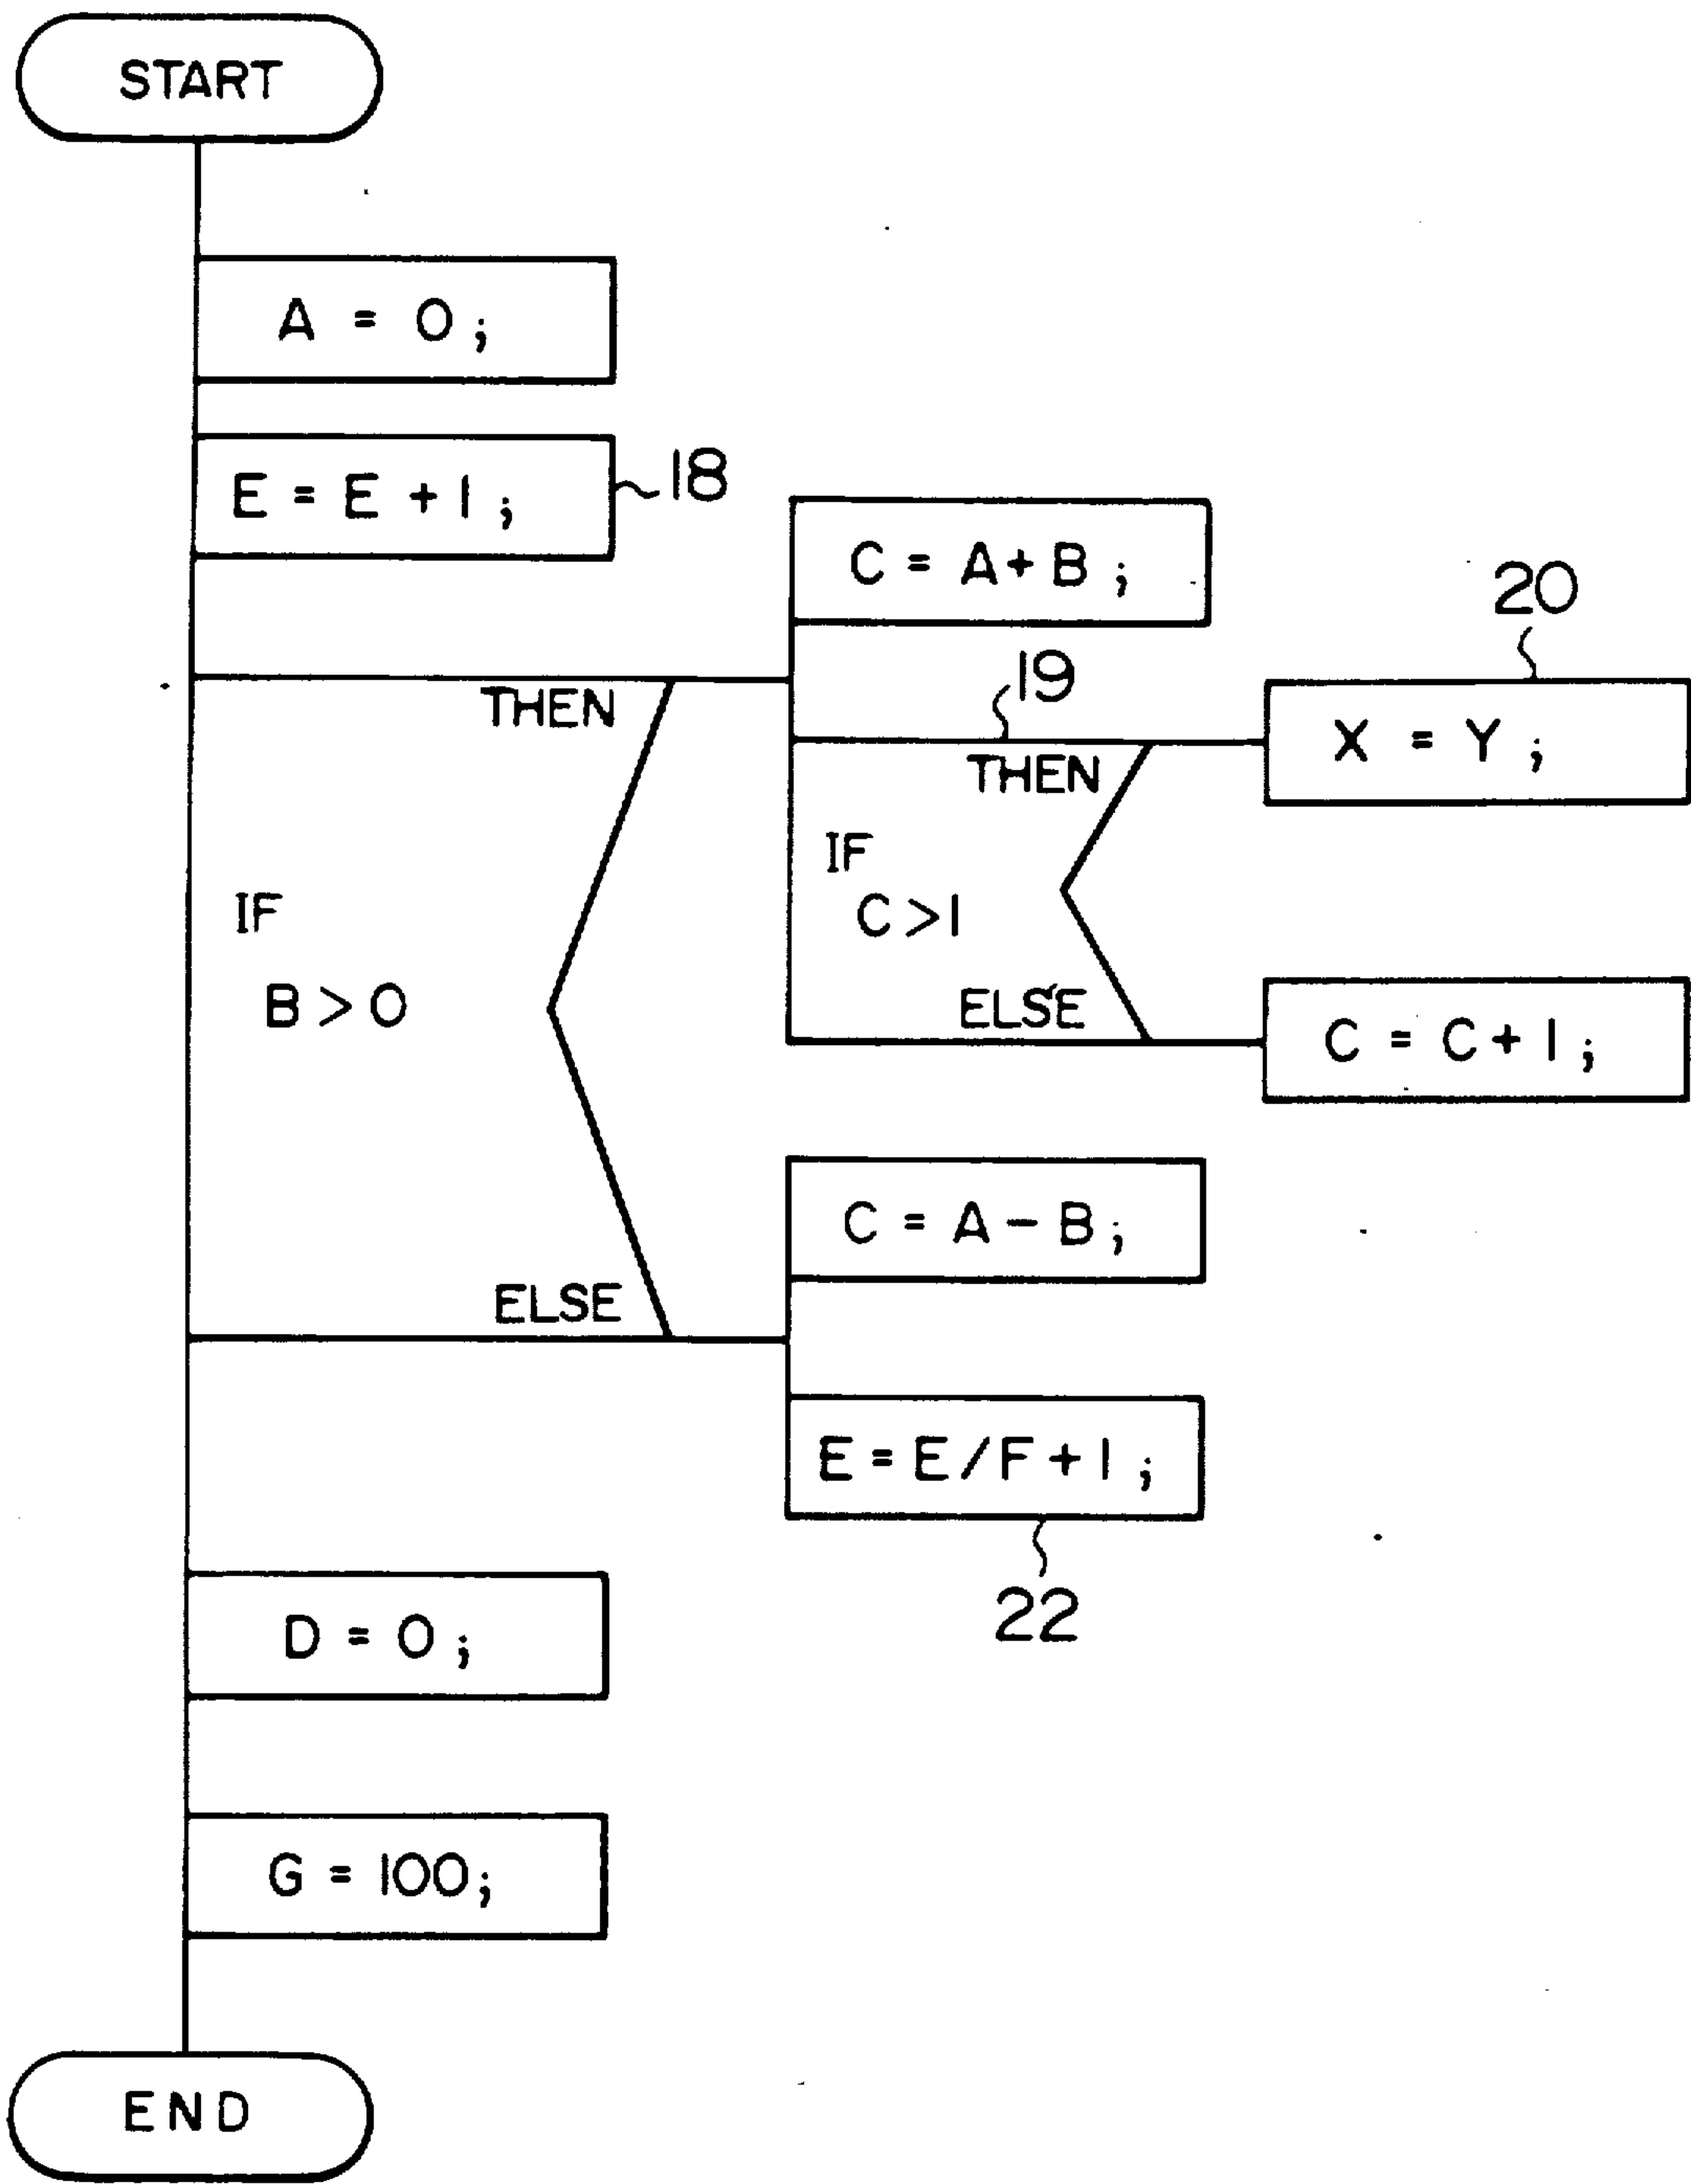 START
A = 0;
E = E + 1;
18
C = A + B;
20
19
THEN
THEN
X = Y;
IF
C > 1
IF
B > 0
ELSE
C = C + 1;
C = A - B;
ELSE
E = E / F + 1;
22
D = 0;
G = 100;
END